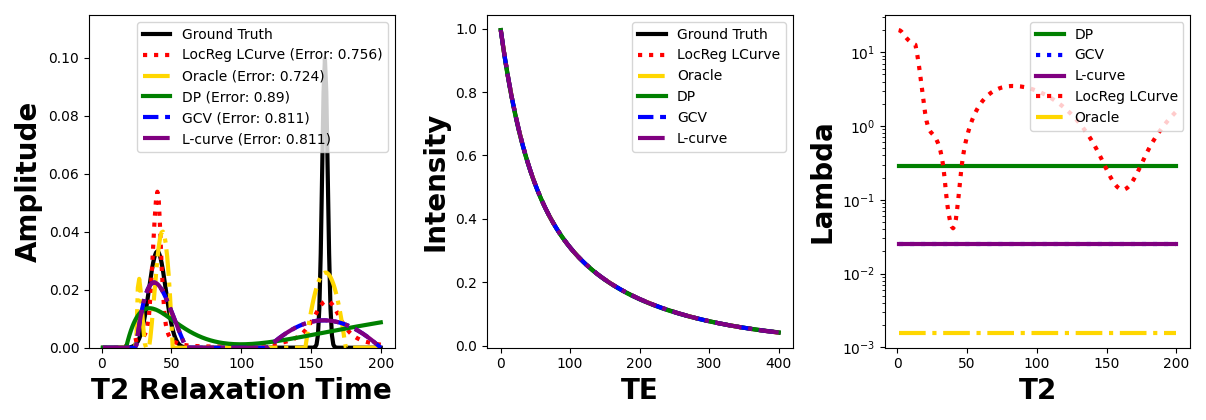 Amplitude
0.10
0.08
0.06
0.04
0.02
0.00
0
50
100
150
200
T2 Relaxation Time
Ground Truth
LocReg LCurve (Error: 0.756)
Oracle (Error: 0.724)
DP (Error: 0.89)
GCV (Error: 0.811)
L-curve (Error: 0.811)
Intensity
1.0
0.8
0.6
0.4
0.2
0.0
0
100
200
300
400
TE
Ground Truth
LocReg LCurve
Oracle
DP
GCV
L-curve
Lambda
10¹
10⁰
10⁻¹
10⁻²
10⁻³
0
50
100
150
200
T2
DP
GCV
L-curve
LocReg LCurve
Oracle